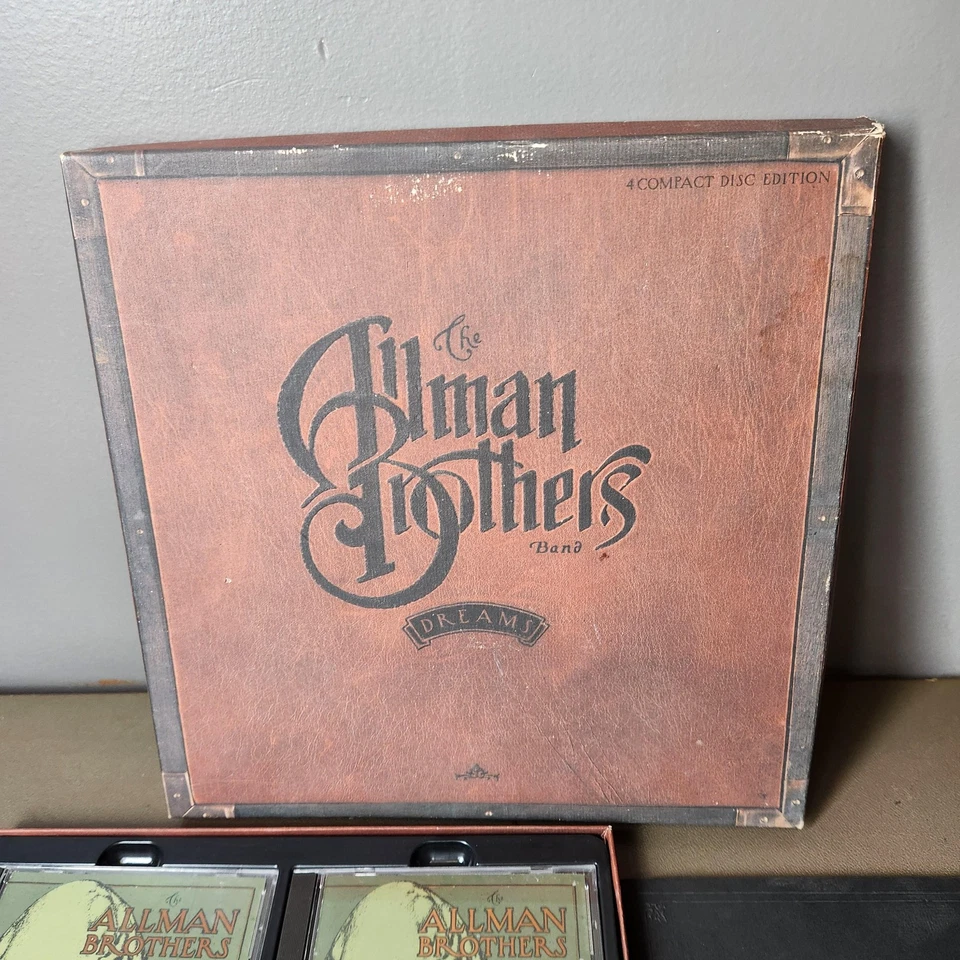 4 COMPACT DISC EDITION
The
Allman
Brothers
Band
DREAMS
The
ALLMAN
BROTHERS
The
ALLMAN
BROTHERS